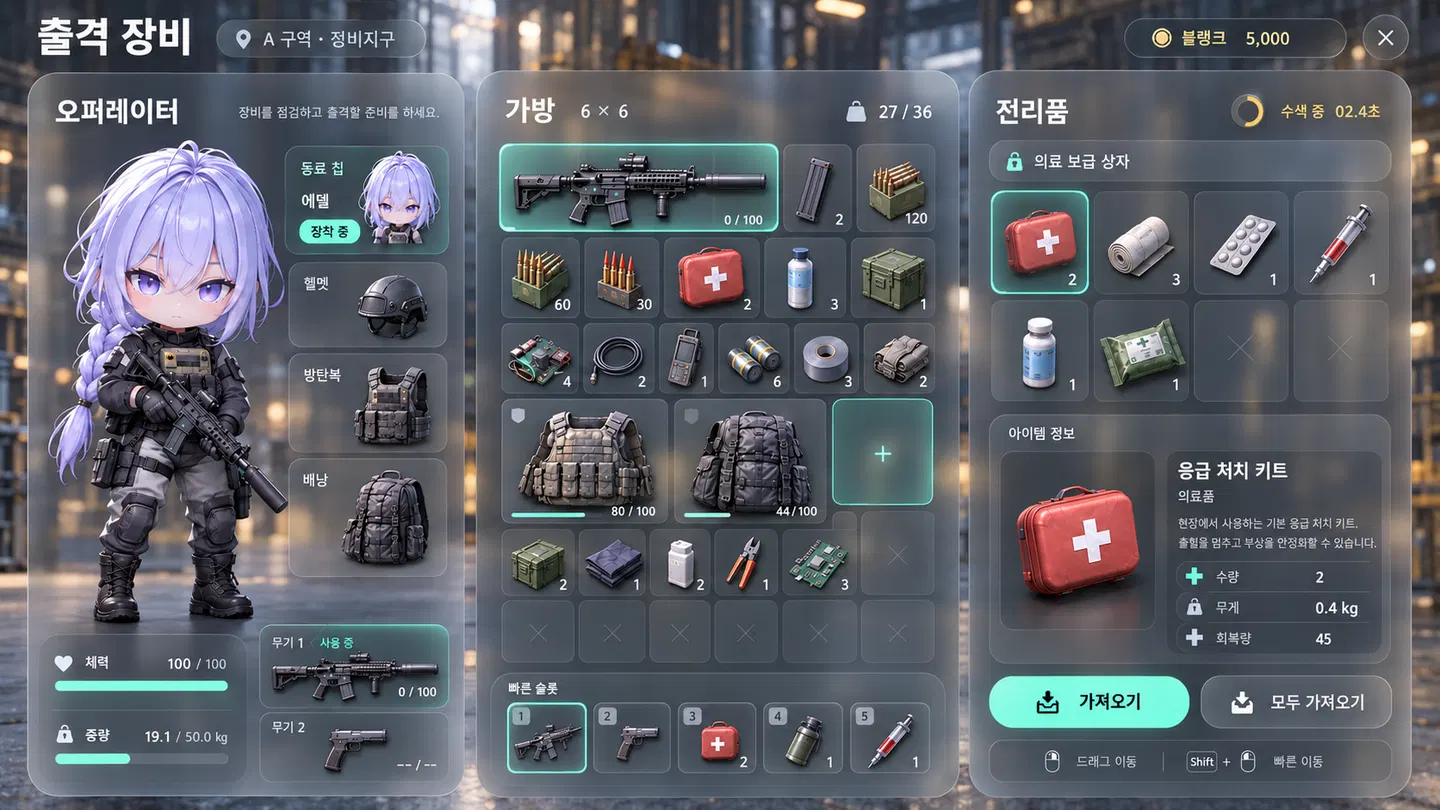 출격 장비
A 구역 · 정비지구
블랭크 5,000
오퍼레이터
장비를 점검하고 출격할 준비를 하세요.
동료 칩
에델
장착 중
헬멧
방탄복
배낭
체력 100 / 100
중량 19.1 / 50.0 kg
무기 1 사용 중
0 / 100
무기 2
-- / --
가방 6 × 6 27 / 36
0 / 100
2
120
60
30
2
3
1
4
2
1
6
3
2
80 / 100
44 / 100
+
2
1
2
1
3
빠른 슬롯
1
2
3
2
4
1
5
1
전리품 수색 중 02.4초
의료 보급 상자
2
3
1
1
1
1
아이템 정보
응급 처치 키트
의료품
현장에서 사용하는 기본 응급 처치 키트.
출혈을 멈추고 부상을 안정화할 수 있습니다.
수량 2
무게 0.4 kg
회복량 45
가져오기
모두 가져오기
드래그 이동
Shift + 빠른 이동